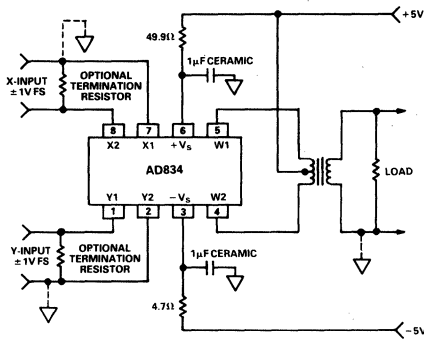 +5V
49.9Ω
1μF CERAMIC
X-INPUT
±1V FS
OPTIONAL
TERMINATION
RESISTOR
8 7 6 5
X2 X1 +VS W1
AD834
Y1 Y2 −VS W2
1 2 3 4
LOAD
Y-INPUT
±1V FS
OPTIONAL
TERMINATION
RESISTOR
1μF CERAMIC
4.7Ω
−5V